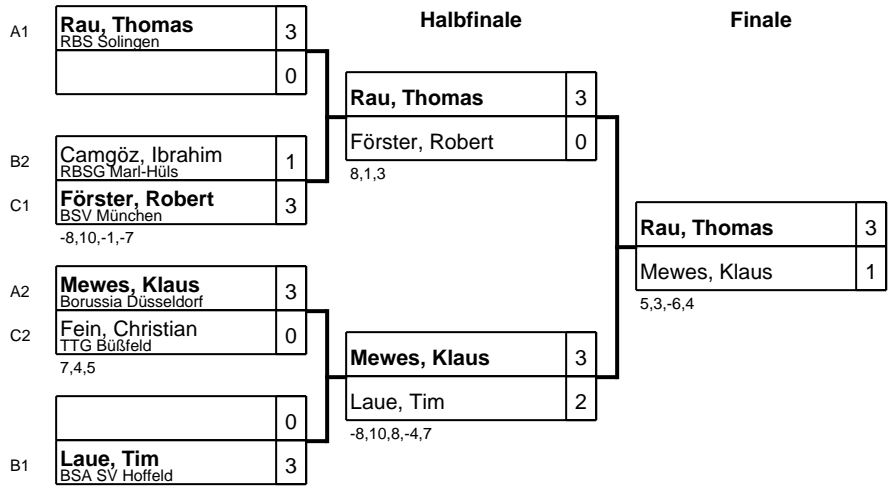 Halbfinale
Finale
A1
Rau, Thomas
3
RBS Solingen
0
Rau, Thomas
3
Förster, Robert
0
8,1,3
B2
Camgöz, Ibrahim
1
RBSG Marl-Hüls
C1
Förster, Robert
3
BSV München
-8,10,-1,-7
Rau, Thomas
3
Mewes, Klaus
1
5,3,-6,4
A2
Mewes, Klaus
3
Borussia Düsseldorf
C2
Fein, Christian
0
TTG Büßfeld
7,4,5
Mewes, Klaus
3
Laue, Tim
2
-8,10,8,-4,7
0
B1
Laue, Tim
3
BSA SV Hoffeld